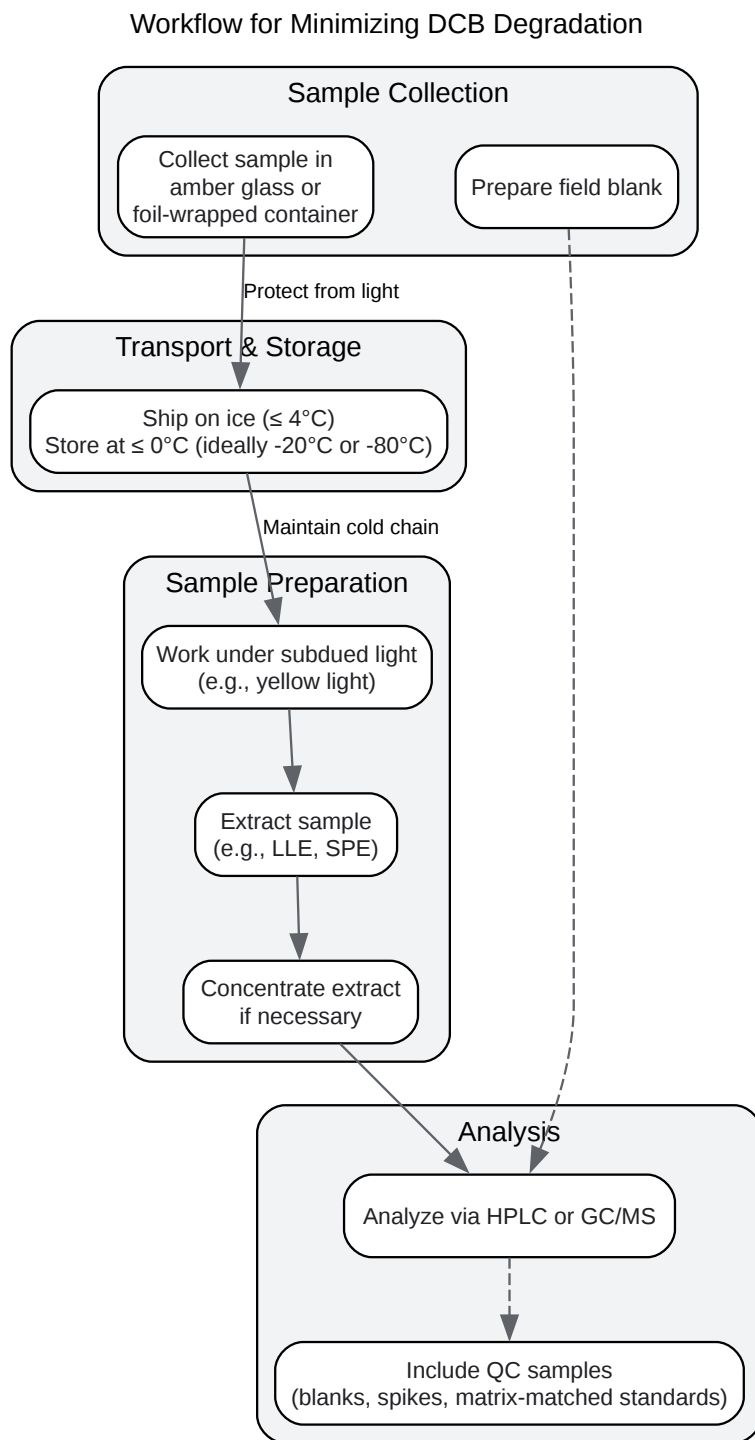 Workflow for Minimizing DCB Degradation
Sample Collection
Collect sample in
amber glass or
foil-wrapped container
Prepare field blank
Protect from light
Transport & Storage
Ship on ice (≤ 4°C)
Store at ≤ 0°C (ideally -20°C or -80°C)
Maintain cold chain
Sample Preparation
Work under subdued light
(e.g., yellow light)
Extract sample
(e.g., LLE, SPE)
Concentrate extract
if necessary
Analysis
Analyze via HPLC or GC/MS
Include QC samples
(blanks, spikes, matrix-matched standards)